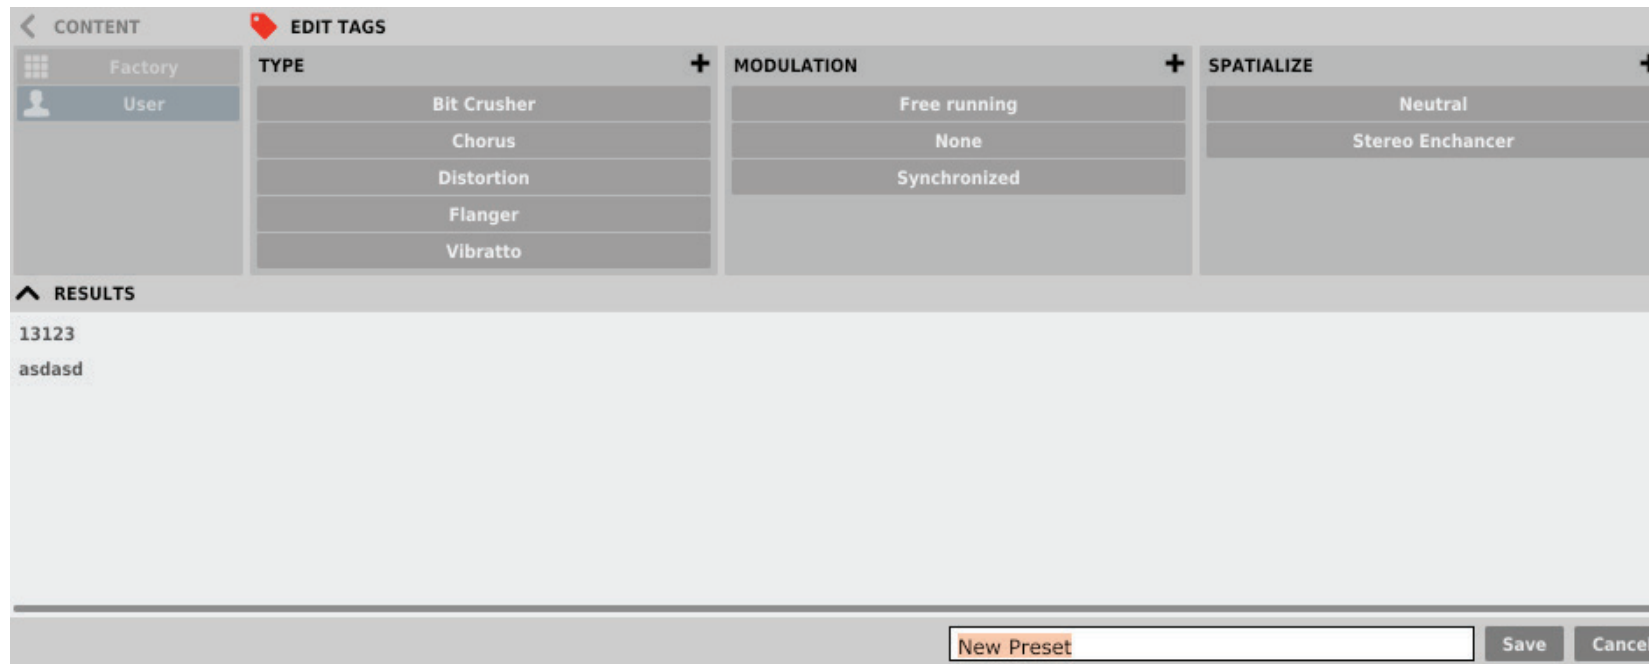 CONTENT EDIT TAGS
Factory
User
TYPE +
Bit Crusher
Chorus
Distortion
Flanger
Vibratto
MODULATION +
Free running
None
Synchronized
SPATIALIZE +
Neutral
Stereo Enchancer
RESULTS
13123
asdasd
New Preset Save Cancel